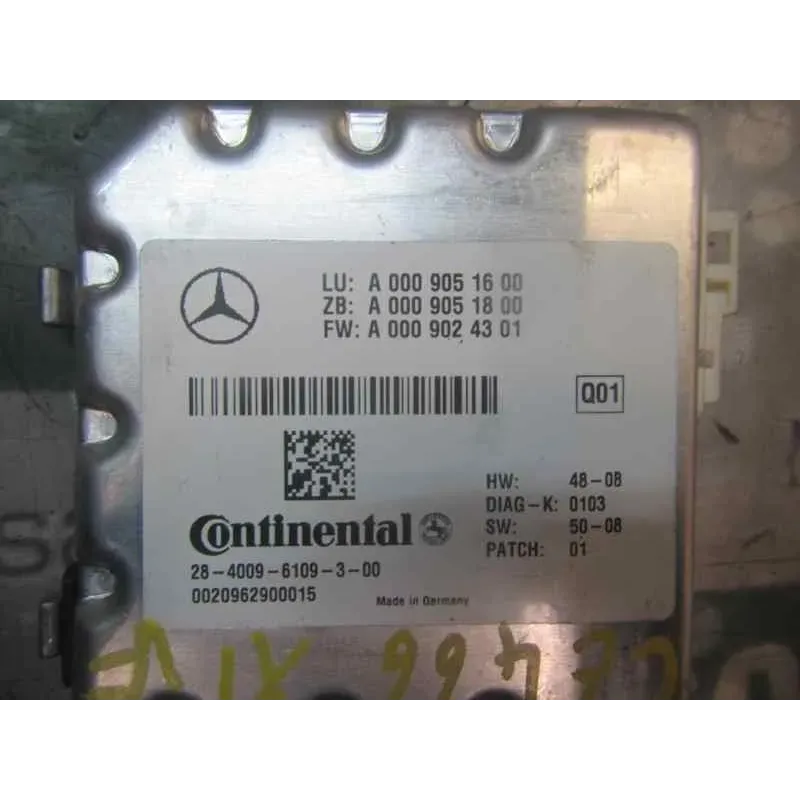 LU: A 000 905 16 00
ZB: A 000 905 18 00
FW: A 000 902 43 01
Q01
HW: 48-08
DIAG-K: 0103
SW: 50-08
PATCH: 01
Continental
28-4009-6109-3-00
0020962900015
Made in Germany